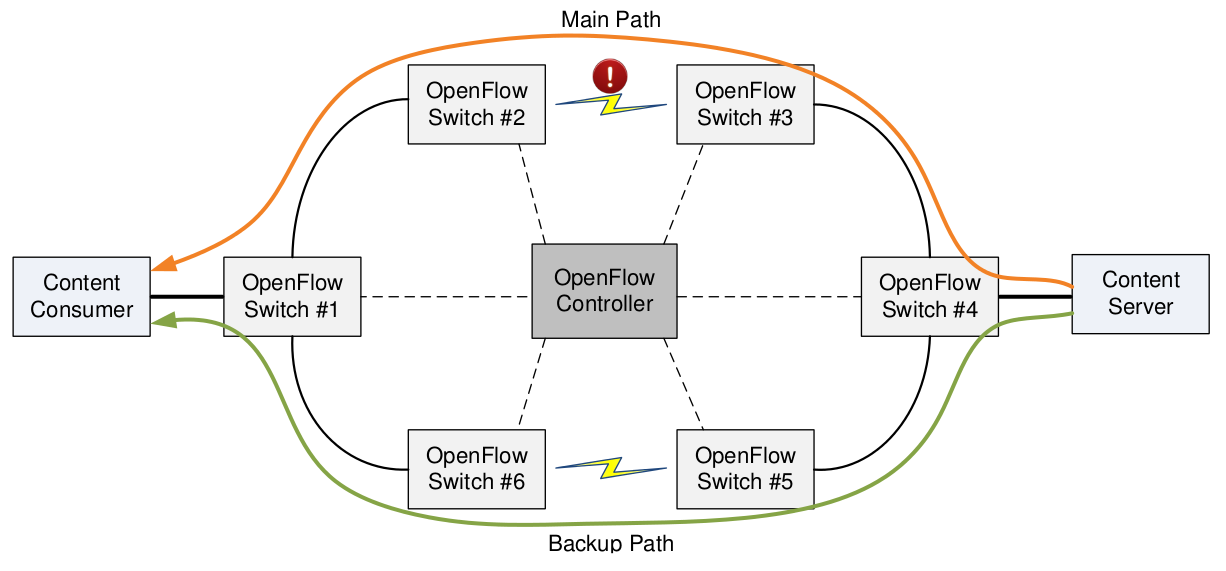 Main Path
!
OpenFlow
Switch #2
OpenFlow
Switch #3
Content
Consumer
OpenFlow
Switch #1
OpenFlow
Controller
OpenFlow
Switch #4
Content
Server
OpenFlow
Switch #6
OpenFlow
Switch #5
Backup Path